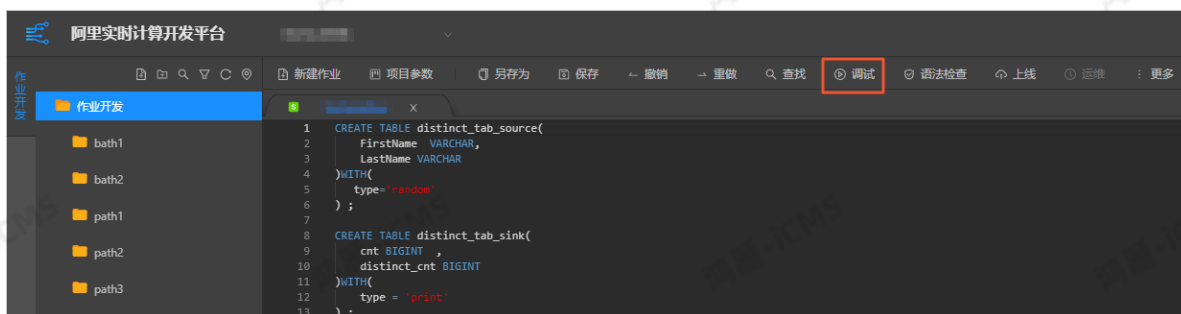 阿里实时计算开发平台
作业开发
新建作业 项目参数 另存为 保存 撤销 重做 查找 调试 语法检查 上线 运维 更多
作业开发
S X
bath1
bath2
path1
path2
path3
1 CREATE TABLE distinct_tab_source(
2 FirstName VARCHAR,
3 LastName VARCHAR
4 )WITH(
5 type='random'
6 ) ;
7
8 CREATE TABLE distinct_tab_sink(
9 cnt BIGINT ,
10 distinct_cnt BIGINT
11 )WITH(
12 type = 'print'
13 ) ;